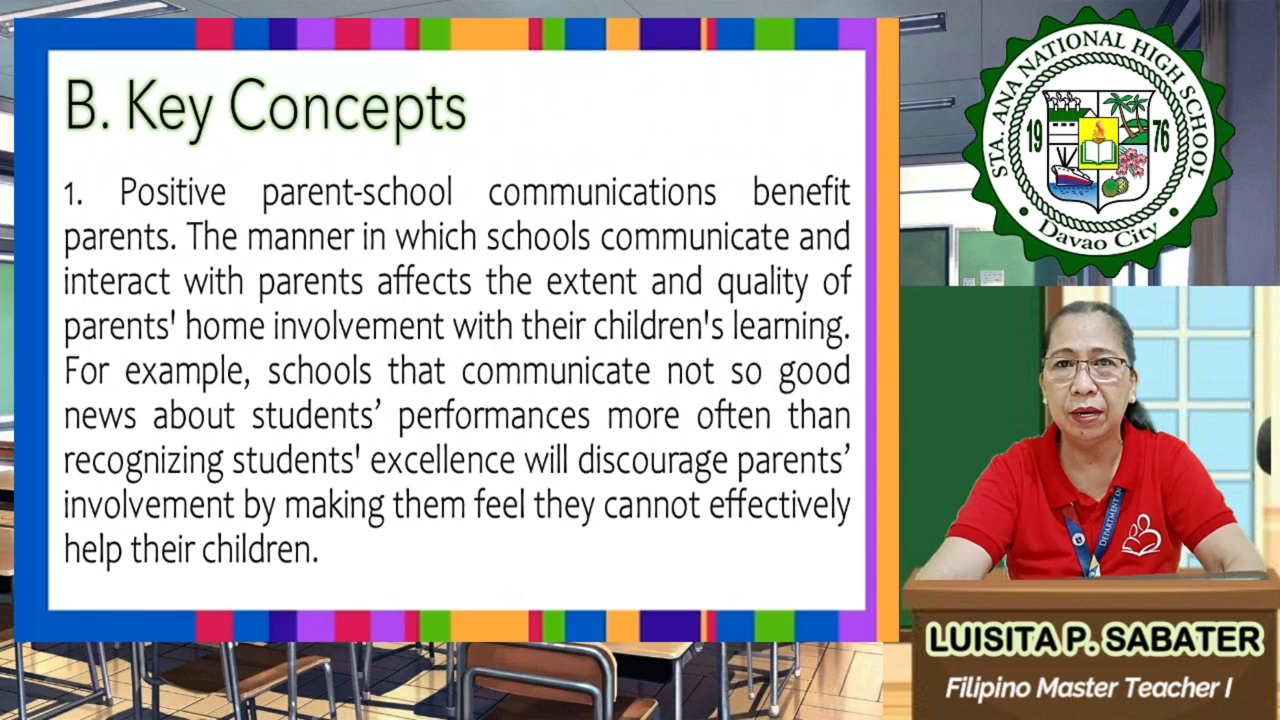 B. Key Concepts
1. Positive parent-school communications benefit
parents. The manner in which schools communicate and
interact with parents affects the extent and quality of
parents' home involvement with their children's learning.
For example, schools that communicate not so good
news about students’ performances more often than
recognizing students' excellence will discourage parents’
involvement by making them feel they cannot effectively
help their children.
STA. ANA NATIONAL HIGH SCHOOL
19 76
Davao City
DEPARTMENT OF
LUISITA P. SABATER
Filipino Master Teacher I